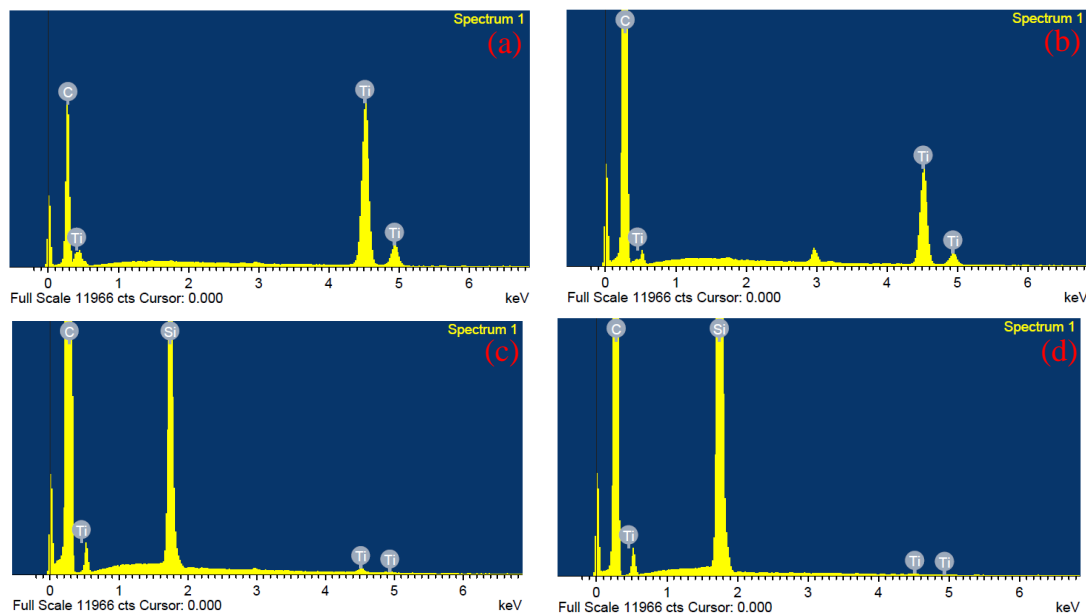 Spectrum 1
(a)
C
Ti
Ti
Ti
0 1 2 3 4 5 6
Full Scale 11966 cts Cursor: 0.000 keV
Spectrum 1
(b)
C
Ti
Ti
Ti
0 1 2 3 4 5 6
Full Scale 11966 cts Cursor: 0.000 keV
Spectrum 1
(c)
C
Si
Ti
Ti
Ti
0 1 2 3 4 5 6
Full Scale 11966 cts Cursor: 0.000 keV
Spectrum 1
(d)
C
Si
Ti
Ti
Ti
0 1 2 3 4 5 6
Full Scale 11966 cts Cursor: 0.000 keV